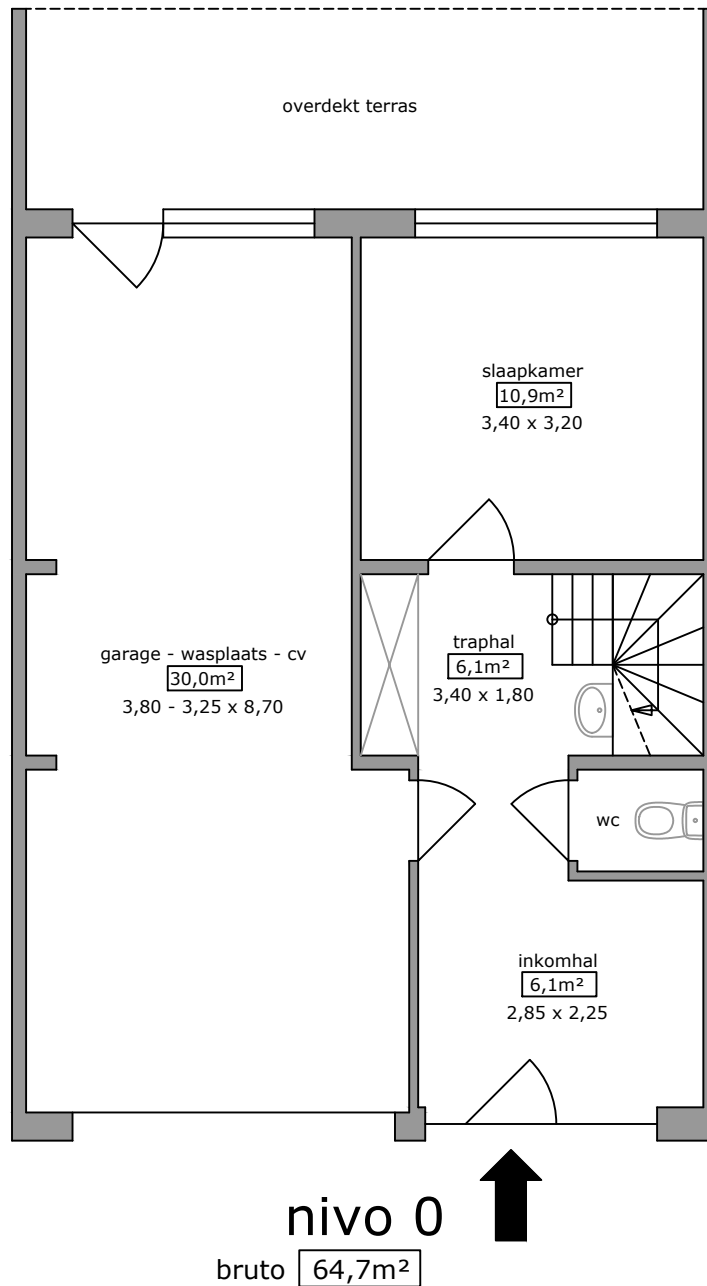 overdekt terras
slaapkamer
10,9m²
3,40 x 3,20
garage - wasplaats - cv
30,0m²
3,80 - 3,25 x 8,70
traphal
6,1m²
3,40 x 1,80
wc
inkomhal
6,1m²
2,85 x 2,25
nivo 0
bruto 64,7m²